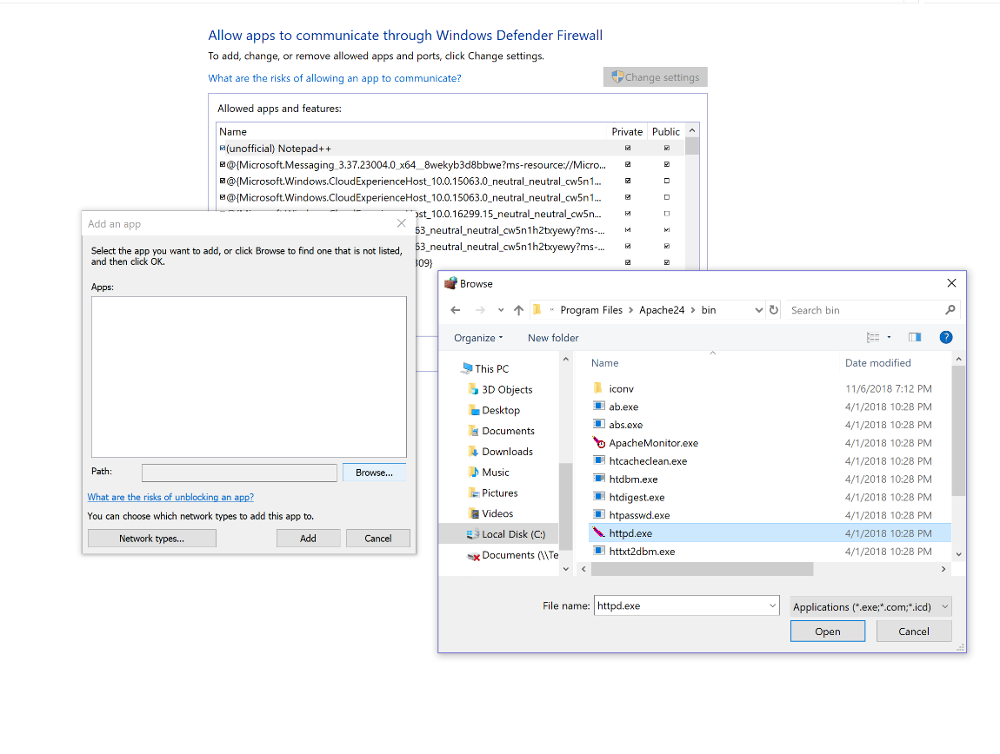 Allow apps to communicate through Windows Defender Firewall
To add, change, or remove allowed apps and ports, click Change settings.
What are the risks of allowing an app to communicate?
Change settings
Allowed apps and features:
Name Private Public
(unofficial) Notepad++
@{Microsoft.Messaging_3.37.23004.0_x64__8wekyb3d8bbwe?ms-resource://Micro...
@{Microsoft.Windows.CloudExperienceHost_10.0.15063.0_neutral_neutral_cw5n1...
@{Microsoft.Windows.CloudExperienceHost_10.0.15063.0_neutral_neutral_cw5n1...
_10.0.16299.15_neutral_neutral_cw5n...
63_neutral_neutral_cw5n1h2txyewy?ms-...
63_neutral_neutral_cw5n1h2txyewy?ms-...
309}
Add an app
Select the app you want to add, or click Browse to find one that is not listed,
and then click OK.
Apps:
Path:
Browse...
What are the risks of unblocking an app?
You can choose which network types to add this app to.
Network types...
Add
Cancel
Browse
« Program Files > Apache24 > bin
Search bin
Organize
New folder
This PC
3D Objects
Desktop
Documents
Downloads
Music
Pictures
Videos
Local Disk (C:)
Documents (\\Te
Name Date modified
iconv 11/6/2018 7:12 PM
ab.exe 4/1/2018 10:28 PM
abs.exe 4/1/2018 10:28 PM
ApacheMonitor.exe 4/1/2018 10:28 PM
htcacheclean.exe 4/1/2018 10:28 PM
htdbm.exe 4/1/2018 10:28 PM
htdigest.exe 4/1/2018 10:28 PM
htpasswd.exe 4/1/2018 10:28 PM
httpd.exe 4/1/2018 10:28 PM
httxt2dbm.exe 4/1/2018 10:28 PM
File name: httpd.exe
Applications (*.exe;*.com;*.icd)
Open
Cancel